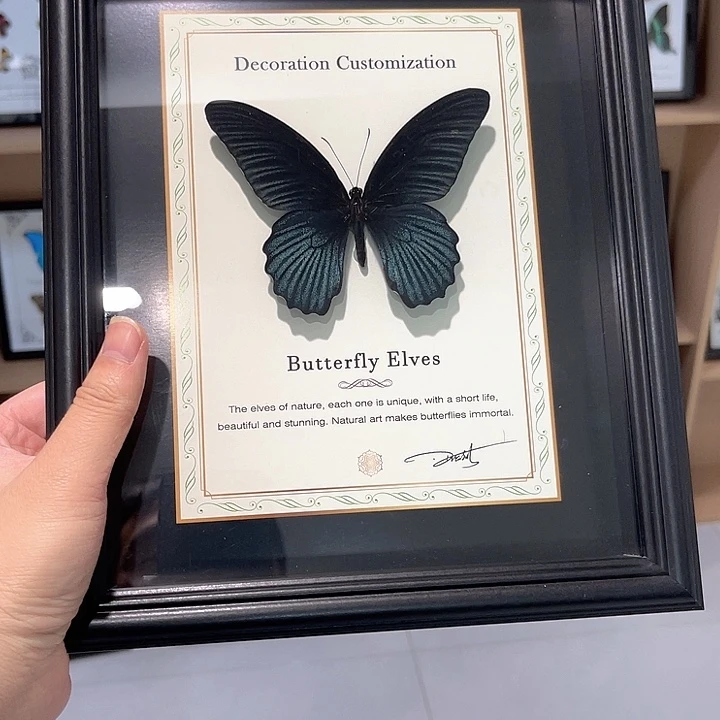 Decoration Customization
Butterfly Elves
The elves of nature, each one is unique, with a short life,
beautiful and stunning. Natural art makes butterflies immortal.